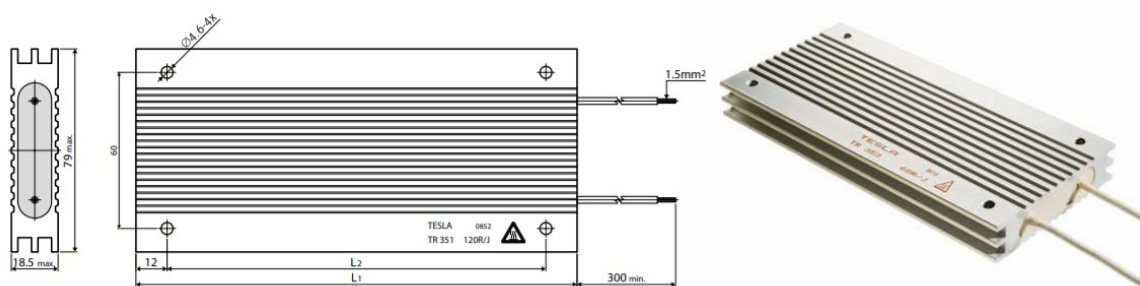 Ø4.6-4x
1.5mm²
79 max.
60
TESLA 0852
TR 351 120R/J
18.5 max.
12
L2
L1
300 min.
TESLA
TR 353
60R/J